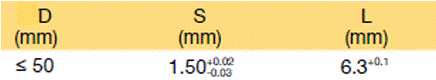 D S L
(mm) (mm) (mm)
≤ 50 1.50+0.02 -0.03 6.3+0.1